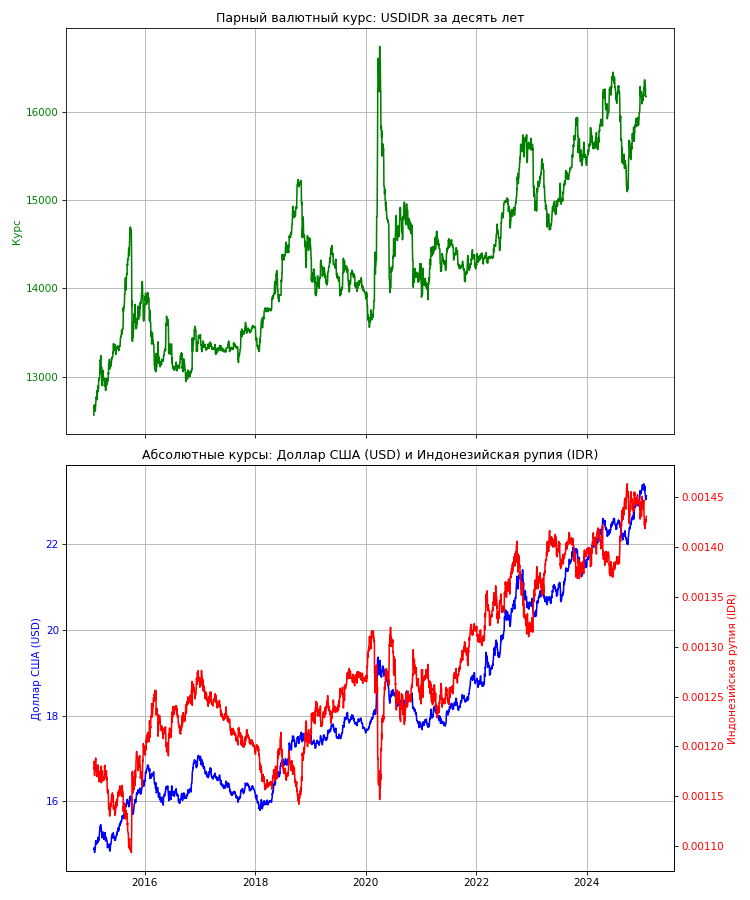 Парный валютный курс: USDIDR за десять лет
16000
15000
14000
13000
Курс
Абсолютные курсы: Доллар США (USD) и Индонезийская рупия (IDR)
22
20
18
16
Доллар США (USD)
0.00145
0.00140
0.00135
0.00130
0.00125
0.00120
0.00115
0.00110
Индонезийская рупия (IDR)
2016 2018 2020 2022 2024